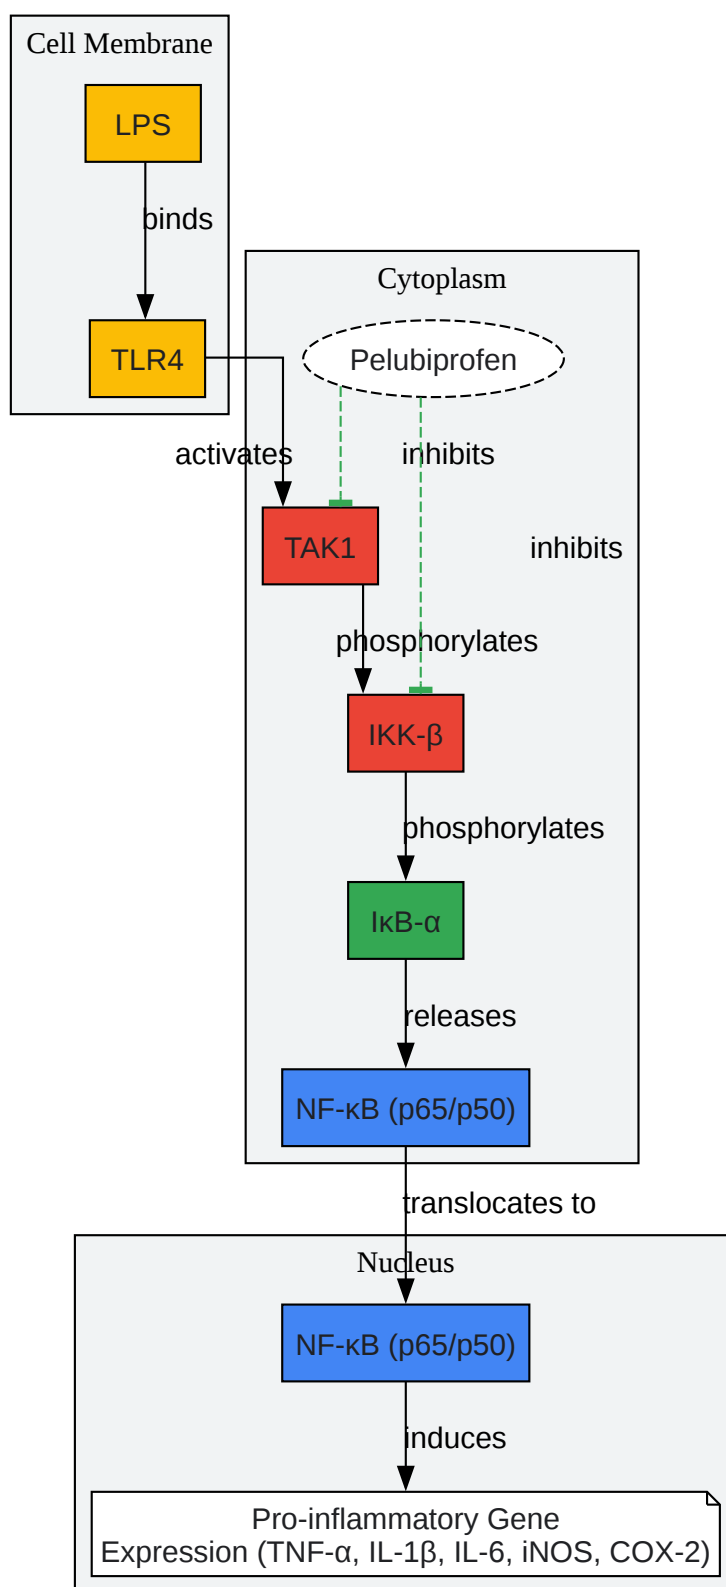 Cell Membrane
LPS
binds
Cytoplasm
TLR4
Pelubiprofen
activates
inhibits
TAK1
inhibits
phosphorylates
IKK-β
phosphorylates
IκB-α
releases
NF-κB (p65/p50)
translocates to
Nucleus
NF-κB (p65/p50)
induces
Pro-inflammatory Gene
Expression (TNF-α, IL-1β, IL-6, iNOS, COX-2)